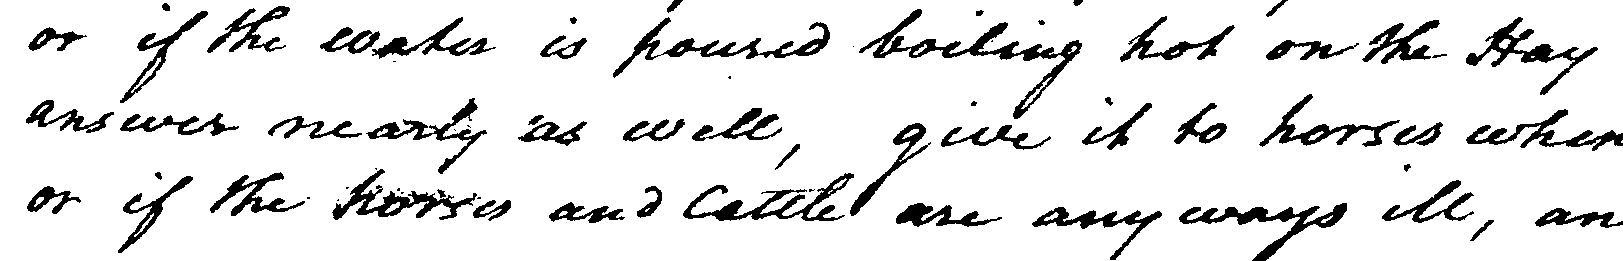 or if the water is poured boiling hot on the Hay
answer nearly as well, give it to horses when
or if the horses and Cattle are any ways ill, an